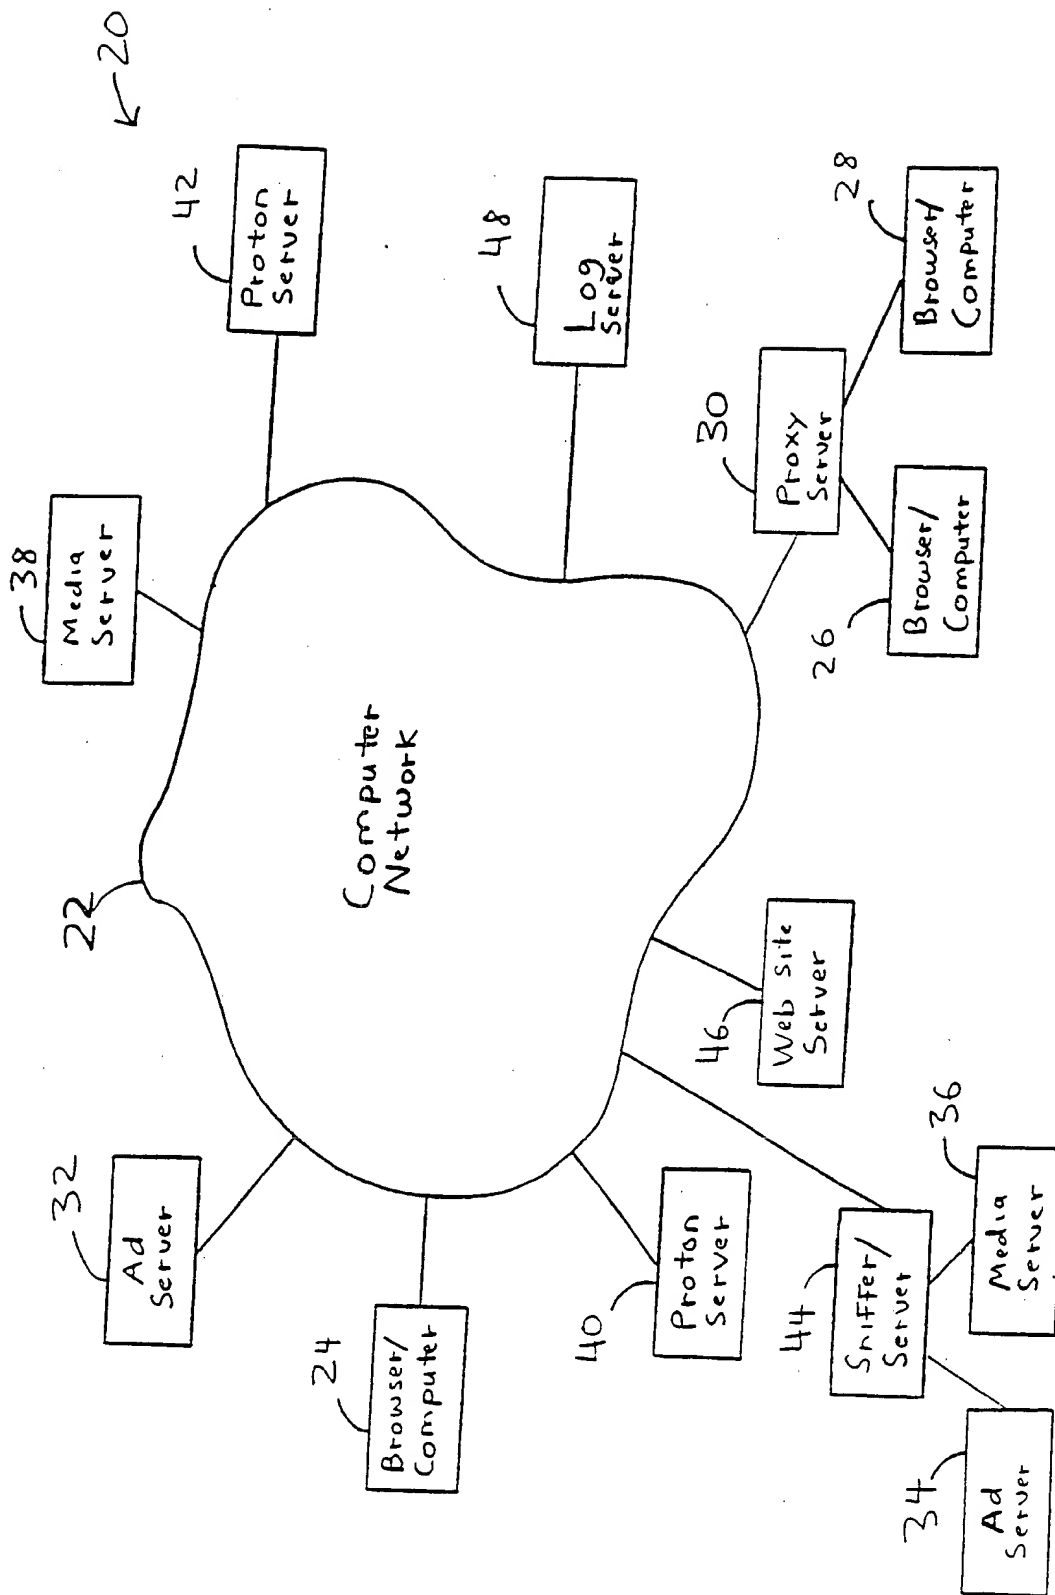 20
22
32
Ad
Server
38
Media
Server
42
Proton
Server
Computer
Network
24
Browser/
Computer
48
Log
Server
40
Proton
Server
46
Web site
Server
30
Proxy
Server
44
Sniffer/
Server
26
Browser/
Computer
28
Browser/
Computer
34
Ad
Server
36
Media
Server